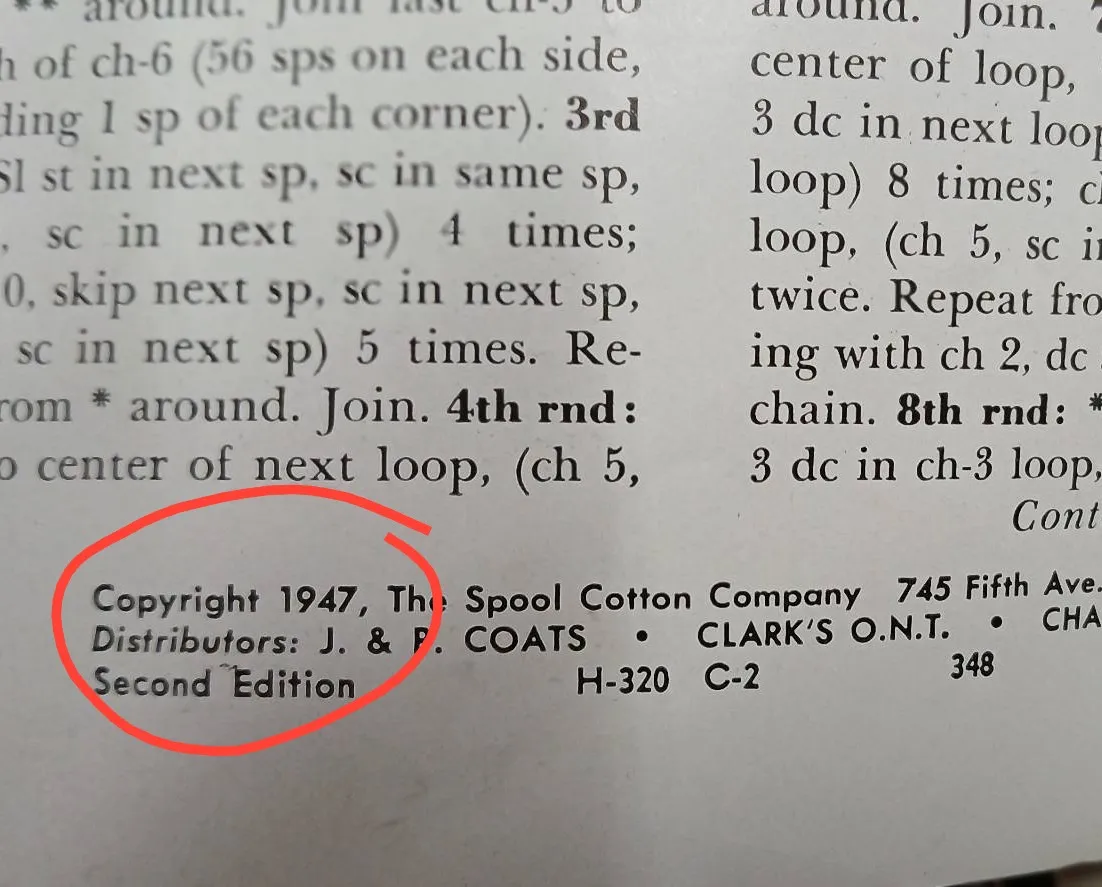 ** around. Join last ch-5 to
h of ch-6 (56 sps on each side,
ding 1 sp of each corner). 3rd
Sl st in next sp, sc in same sp,
, sc in next sp) 4 times;
0, skip next sp, sc in next sp,
sc in next sp) 5 times. Re-
rom * around. Join. 4th rnd:
o center of next loop, (ch 5,
around. Join. 7
center of loop,
3 dc in next loop
loop) 8 times; c
loop, (ch 5, sc in
twice. Repeat fro
ing with ch 2, dc
chain. 8th rnd: *
3 dc in ch-3 loop,
Cont
Copyright 1947, The Spool Cotton Company 745 Fifth Ave.
Distributors: J. & P. COATS • CLARK'S O.N.T. • CHA
Second Edition H-320 C-2 348